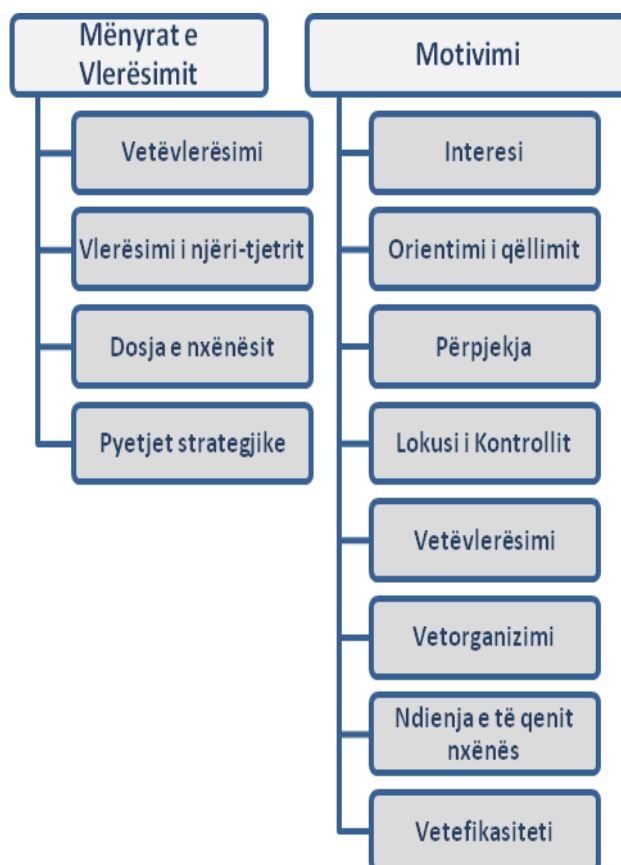 Mënyrat e
Vlerësimit
Vetëvlerësimi
Vlerësimi i njëri-tjetrit
Dosja e nxënësit
Pyetjet strategjike
Motivimi
Interesi
Orientimi i qëllimit
Përpjekja
Lokusi i Kontrollit
Vetëvlerësimi
Vetorganizimi
Ndienja e të qenit
nxënës
Vetefikasiteti